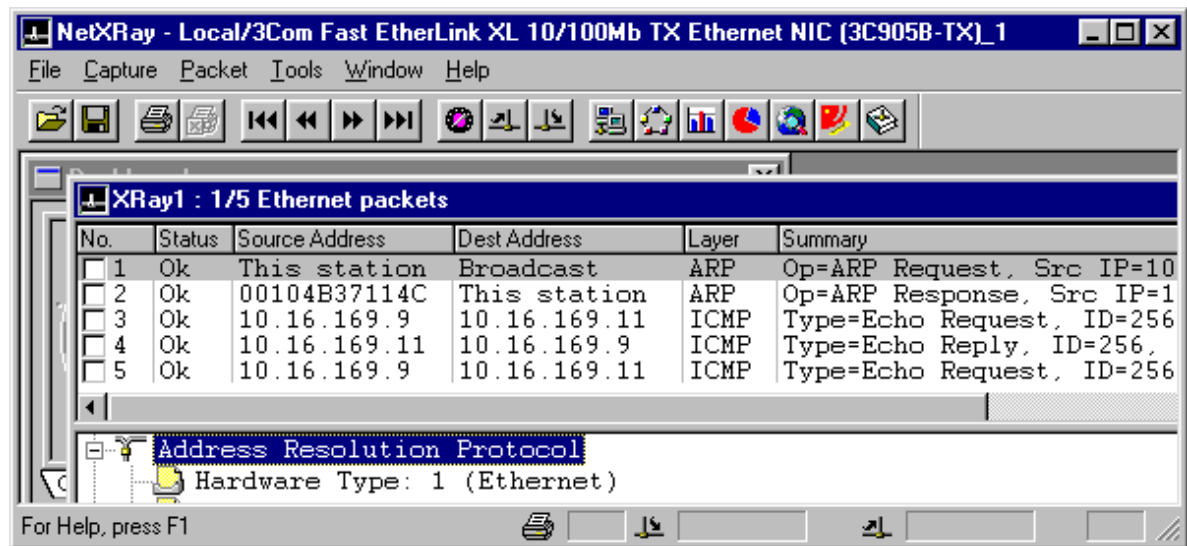 NetXRay - Local/3Com Fast EtherLink XL 10/100Mb TX Ethernet NIC (3C905B-TX)_1
File Capture Packet Tools Window Help
XRay1 : 1/5 Ethernet packets
No. Status Source Address Dest Address Layer Summary
1 Ok This station Broadcast ARP Op=ARP Request, Src IP=10
2 Ok 00104B37114C This station ARP Op=ARP Response, Src IP=1
3 Ok 10.16.169.9 10.16.169.11 ICMP Type=Echo Request, ID=256
4 Ok 10.16.169.11 10.16.169.9 ICMP Type=Echo Reply, ID=256,
5 Ok 10.16.169.9 10.16.169.11 ICMP Type=Echo Request, ID=256
Address Resolution Protocol
Hardware Type: 1 (Ethernet)
For Help, press F1